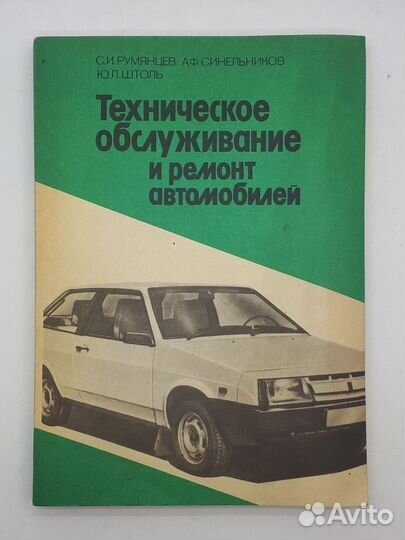 С.И.РУМЯНЦЕВ А.Ф.СИНЕЛЬНИКОВ
Ю.Л.ШТОЛЬ
Техническое
обслуживание
и ремонт
автомобилей
Avito